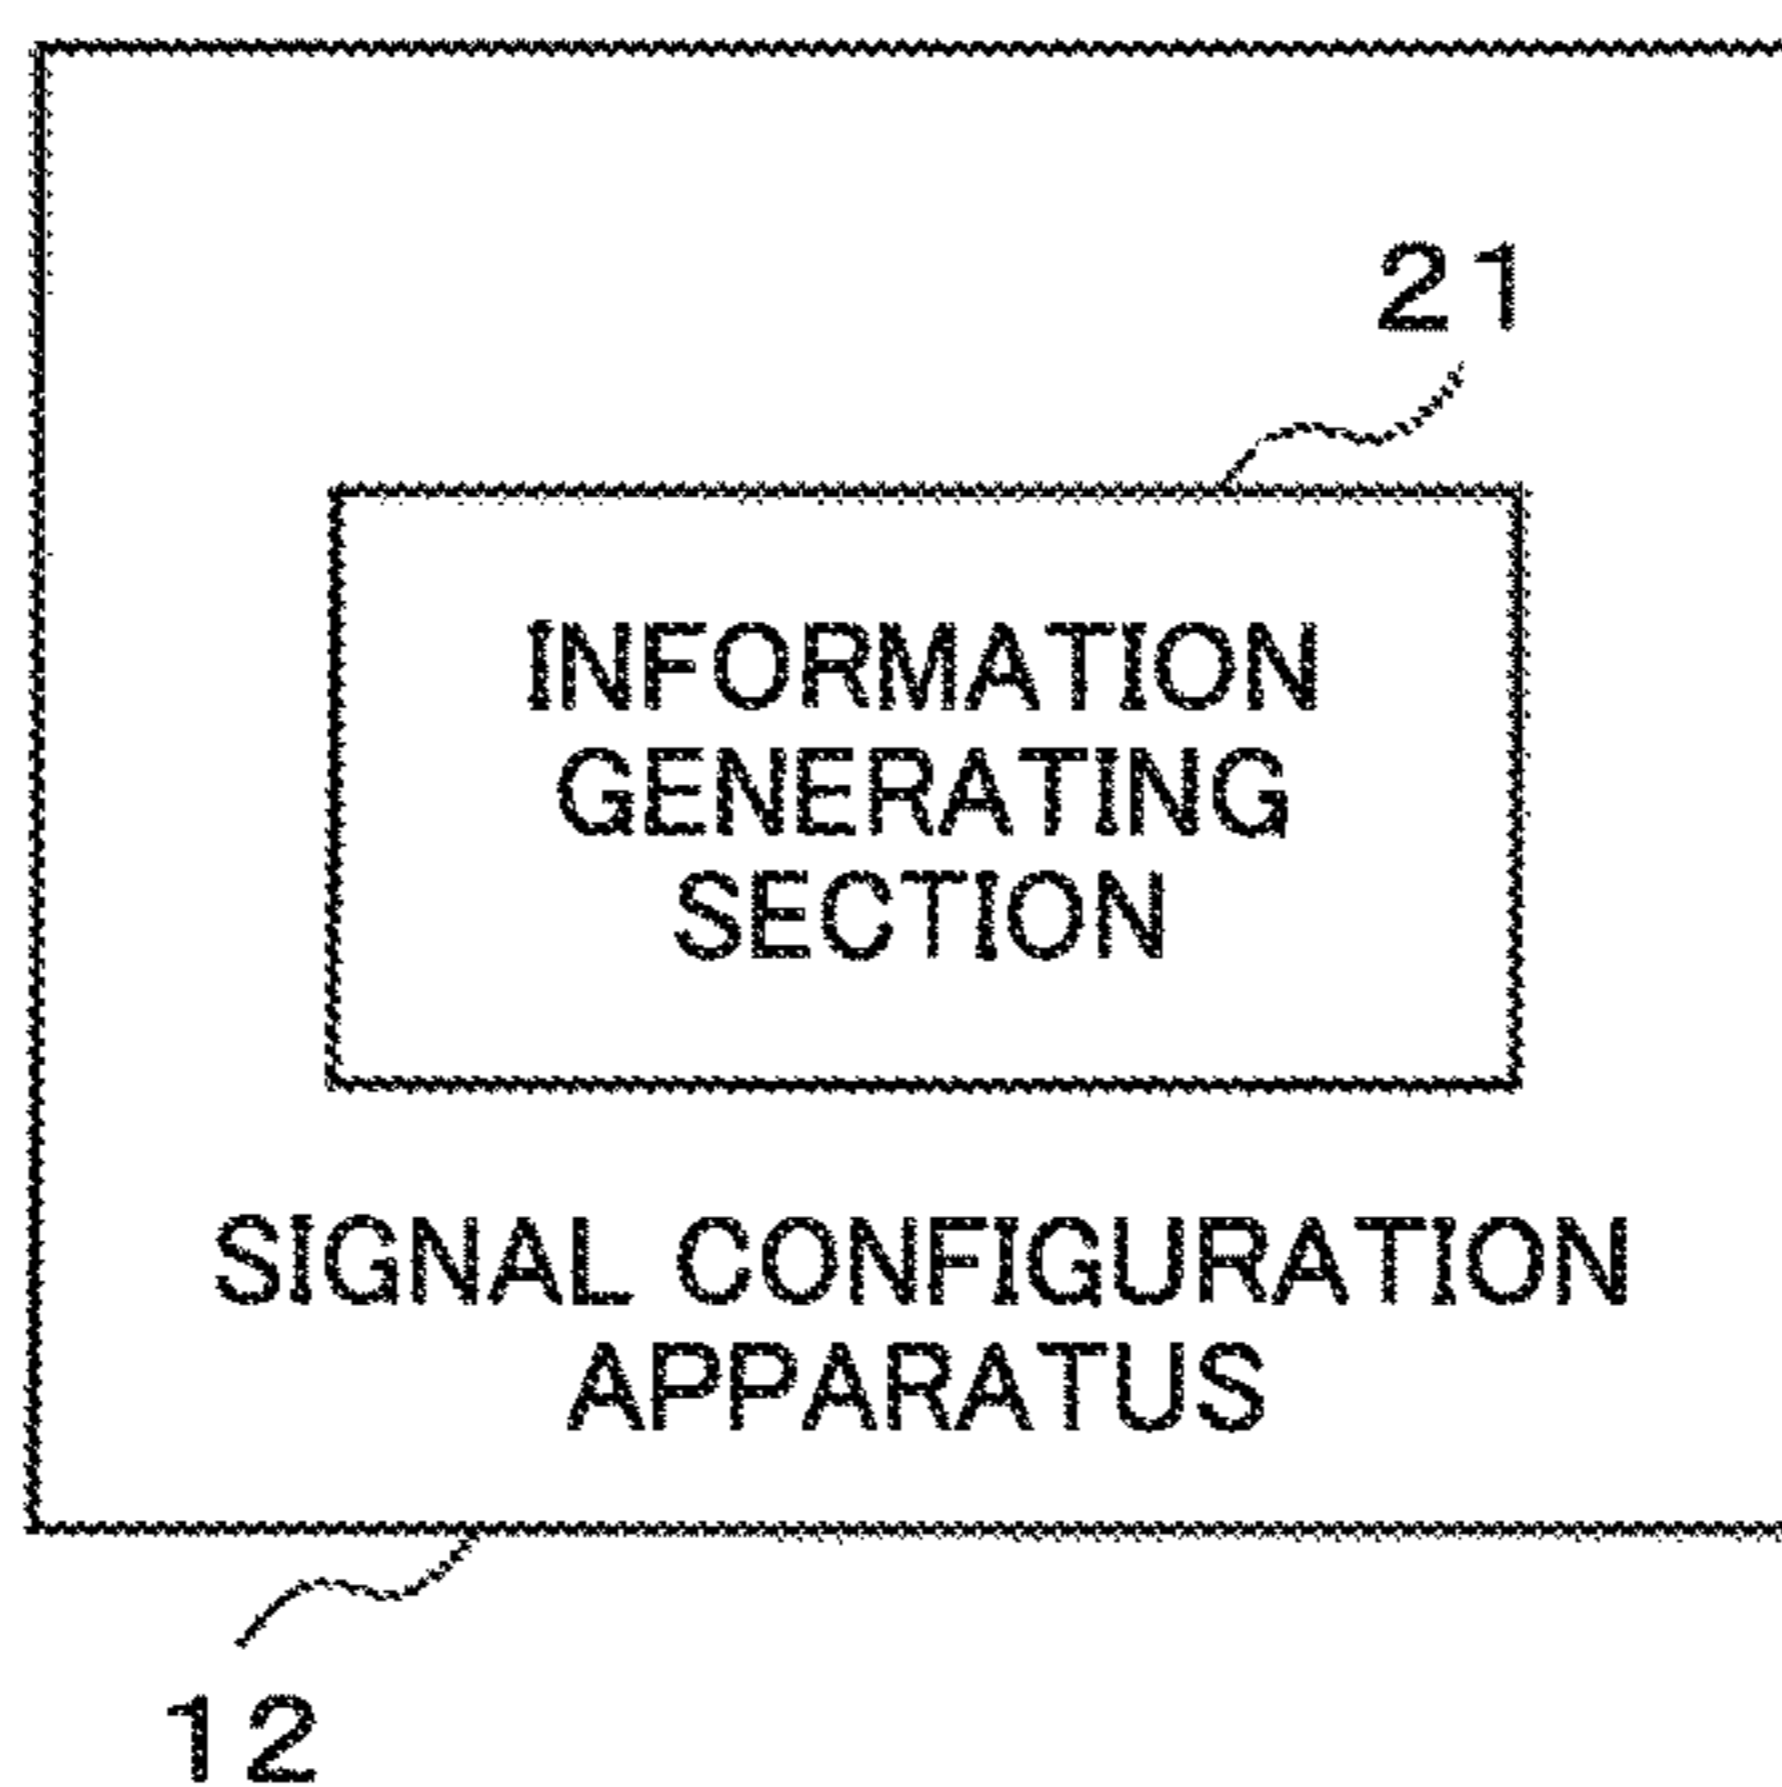 21
INFORMATION
GENERATING
SECTION
SIGNAL CONFIGURATION
APPARATUS
12